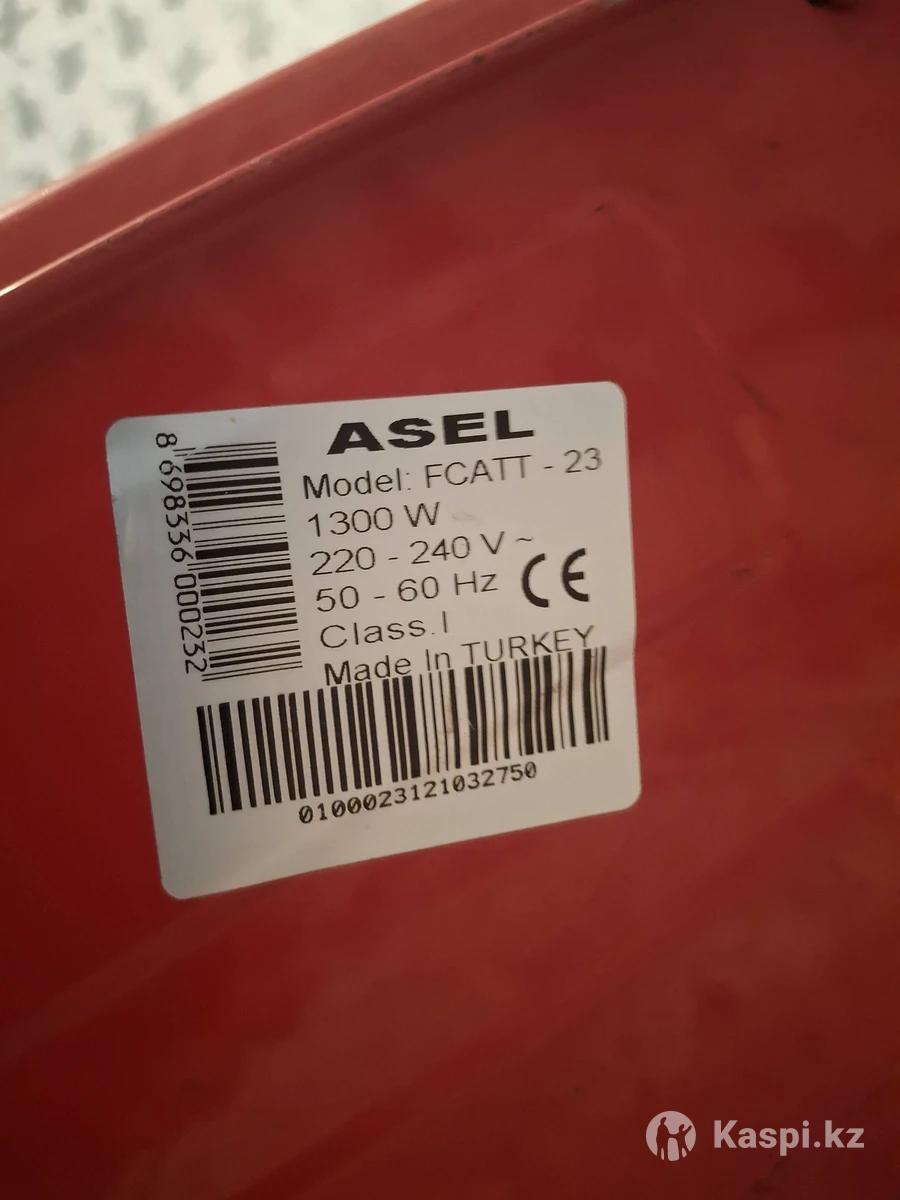 ASEL
8 698336 000232
Model: FCATT - 23
1300 W
220 - 240 V ~
50 - 60 Hz
CE
Class.I
Made In TURKEY
0100023121032750
Kaspi.kz